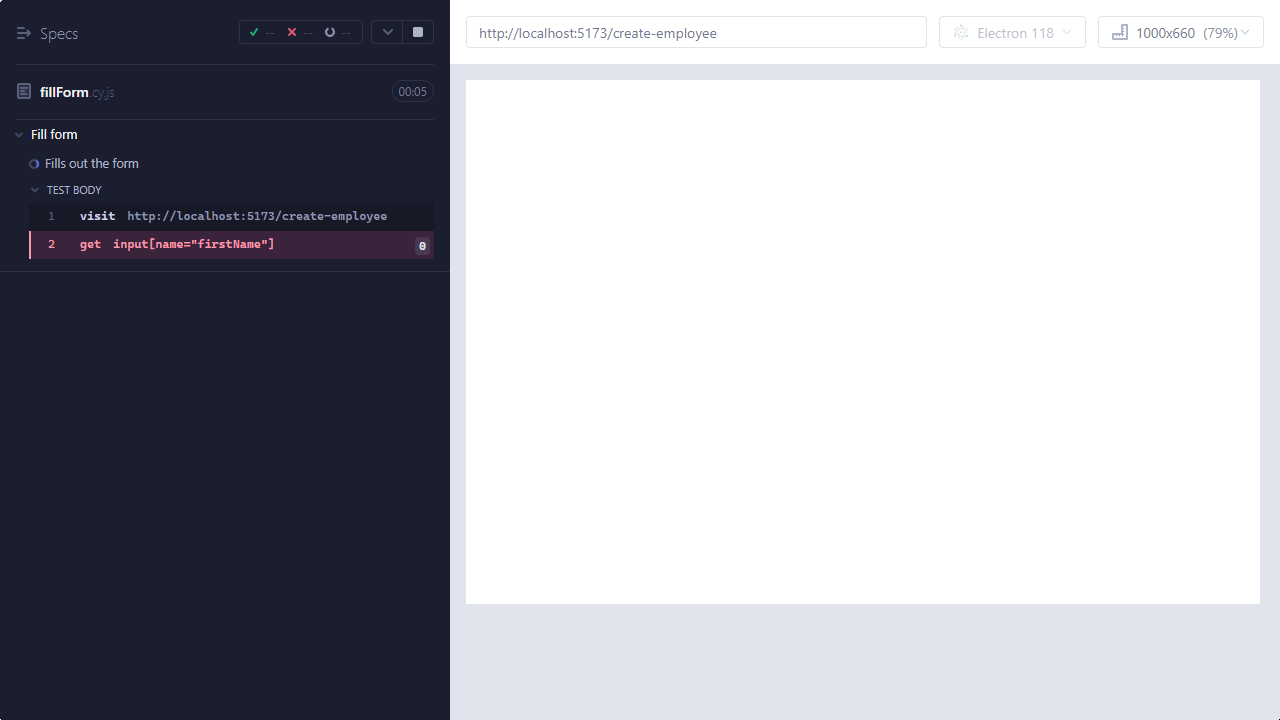 Specs
-- -- --
fillForm.cy.js
00:05
Fill form
Fills out the form
TEST BODY
1 visit http://localhost:5173/create-employee
2 get input[name="firstName"] 0
http://localhost:5173/create-employee
Electron 118
1000x660 (79%)